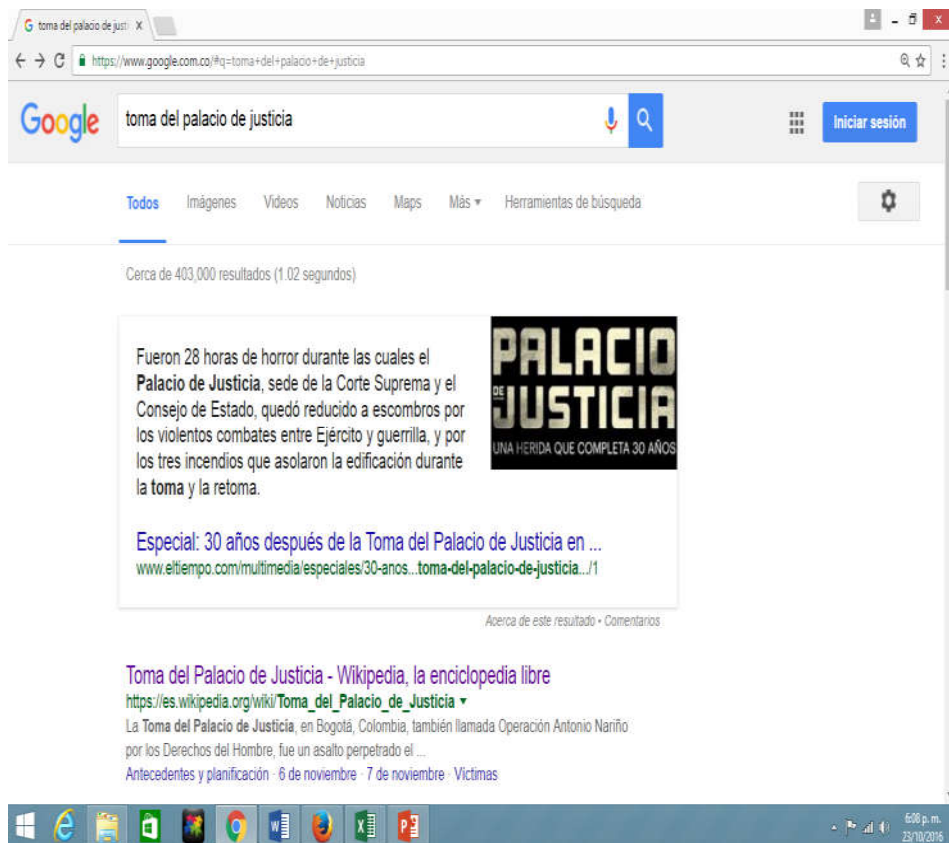 toma del palacio de justi
https://www.google.com.co/#q=toma+del+palacio+de+justicia
Google
toma del palacio de justicia
Iniciar sesión
Todos Imágenes Videos Noticias Maps Más Herramientas de búsqueda
Cerca de 403,000 resultados (1.02 segundos)
Fueron 28 horas de horror durante las cuales el
Palacio de Justicia, sede de la Corte Suprema y el
Consejo de Estado, quedó reducido a escombros por
los violentos combates entre Ejército y guerrilla, y por
los tres incendios que asolaron la edificación durante
la toma y la retoma.
PALACIO
DE JUSTICIA
UNA HERIDA QUE COMPLETA 30 AÑOS
Especial: 30 años después de la Toma del Palacio de Justicia en ...
www.eltiempo.com/multimedia/especiales/30-anos...toma-del-palacio-de-justicia.../1
Acerca de este resultado • Comentarios
Toma del Palacio de Justicia - Wikipedia, la enciclopedia libre
https://es.wikipedia.org/wiki/Toma_del_Palacio_de_Justicia
La Toma del Palacio de Justicia, en Bogotá, Colombia, también llamada Operación Antonio Nariño
por los Derechos del Hombre, fue un asalto perpetrado el ...
Antecedentes y planificación · 6 de noviembre · 7 de noviembre · Víctimas
6:08 p. m.
23/10/2016